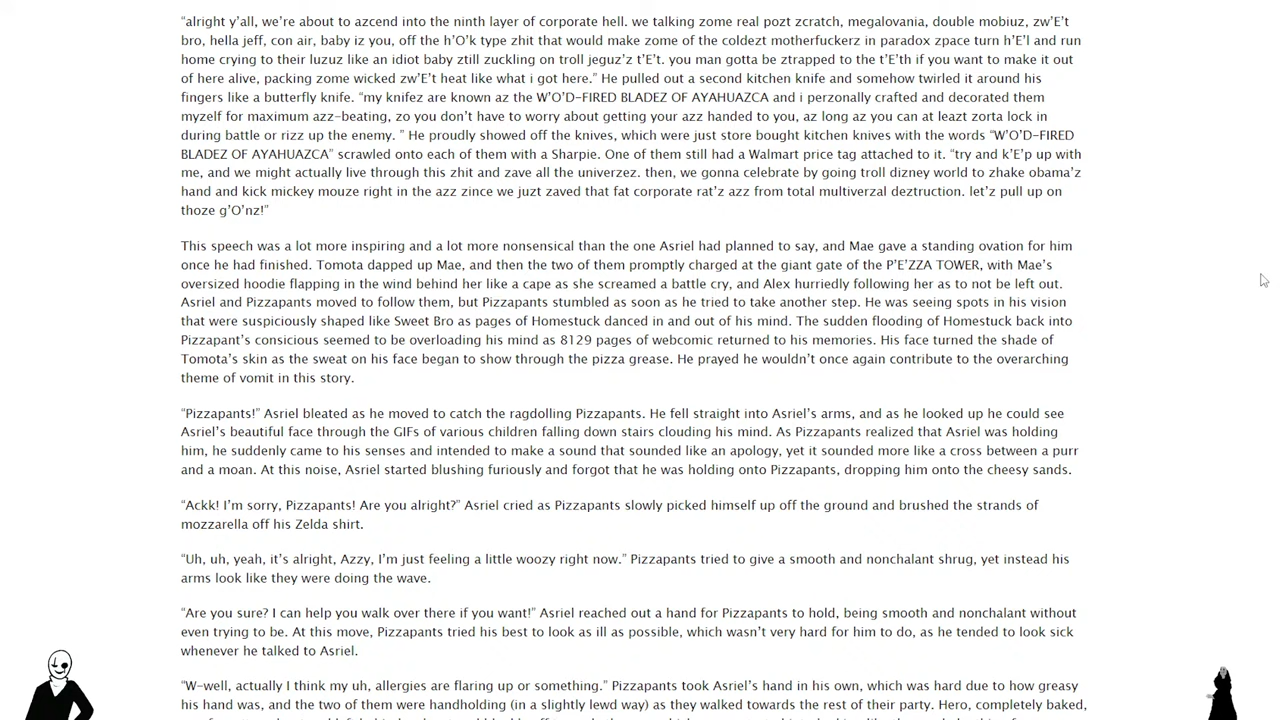 “alright y’all, we’re about to azcend into the ninth layer of corporate hell. we talking zome real pozt zcratch, megalovania, double mobiuz, zw’E’t
bro, hella jeff, con air, baby iz you, off the h’O’k type zhit that would make zome of the coldezt motherfuckerz in paradox zpace turn h’E’l and run
home crying to their luzuz like an idiot baby ztill zuckling on troll jeguz’z t’E’t. you man gotta be ztrapped to the t’E’th if you want to make it out
of here alive, packing zome wicked zw’E’t heat like what i got here.” He pulled out a second kitchen knife and somehow twirled it around his
fingers like a butterfly knife. “my knifez are known az the W’O’D-FIRED BLADEZ OF AYAHUAZCA and i perzonally crafted and decorated them
myzelf for maximum azz-beating, zo you don’t have to worry about getting your azz handed to you, az long az you can at leazt zorta lock in
during battle or rizz up the enemy. ” He proudly showed off the knives, which were just store bought kitchen knives with the words “W’O’D-FIRED
BLADEZ OF AYAHUAZCA” scrawled onto each of them with a Sharpie. One of them still had a Walmart price tag attached to it. “try and k’E’p up with
me, and we might actually live through this zhit and zave all the univerzez. then, we gonna celebrate by going troll dizney world to zhake obama’z
hand and kick mickey mouze right in the azz zince we juzt zaved that fat corporate rat’z azz from total multiverzal deztruction. let’z pull up on
thoze g’O’nz!”
This speech was a lot more inspiring and a lot more nonsensical than the one Asriel had planned to say, and Mae gave a standing ovation for him
once he had finished. Tomota dapped up Mae, and then the two of them promptly charged at the giant gate of the P’E’ZZA TOWER, with Mae’s
oversized hoodie flapping in the wind behind her like a cape as she screamed a battle cry, and Alex hurriedly following her as to not be left out.
Asriel and Pizzapants moved to follow them, but Pizzapants stumbled as soon as he tried to take another step. He was seeing spots in his vision
that were suspiciously shaped like Sweet Bro as pages of Homestuck danced in and out of his mind. The sudden flooding of Homestuck back into
Pizzapant’s conscious seemed to be overloading his mind as 8129 pages of webcomic returned to his memories. His face turned the shade of
Tomota’s skin as the sweat on his face began to show through the pizza grease. He prayed he wouldn’t once again contribute to the overarching
theme of vomit in this story.
“Pizzapants!” Asriel bleated as he moved to catch the ragdolling Pizzapants. He fell straight into Asriel’s arms, and as he looked up he could see
Asriel’s beautiful face through the GIFs of various children falling down stairs clouding his mind. As Pizzapants realized that Asriel was holding
him, he suddenly came to his senses and intended to make a sound that sounded like an apology, yet it sounded more like a cross between a purr
and a moan. At this noise, Asriel started blushing furiously and forgot that he was holding onto Pizzapants, dropping him onto the cheesy sands.
“Ackk! I’m sorry, Pizzapants! Are you alright?” Asriel cried as Pizzapants slowly picked himself up off the ground and brushed the strands of
mozzarella off his Zelda shirt.
“Uh, uh, yeah, it’s alright, Azzy, I’m just feeling a little woozy right now.” Pizzapants tried to give a smooth and nonchalant shrug, yet instead his
arms look like they were doing the wave.
“Are you sure? I can help you walk over there if you want!” Asriel reached out a hand for Pizzapants to hold, being smooth and nonchalant without
even trying to be. At this move, Pizzapants tried his best to look as ill as possible, which wasn’t very hard for him to do, as he tended to look sick
whenever he talked to Asriel.
“W-well, actually I think my uh, allergies are flaring up or something.” Pizzapants took Asriel’s hand in his own, which was hard due to how greasy
his hand was, and the two of them were handholding (in a slightly lewd way) as they walked towards the rest of their party. Hero, completely baked,